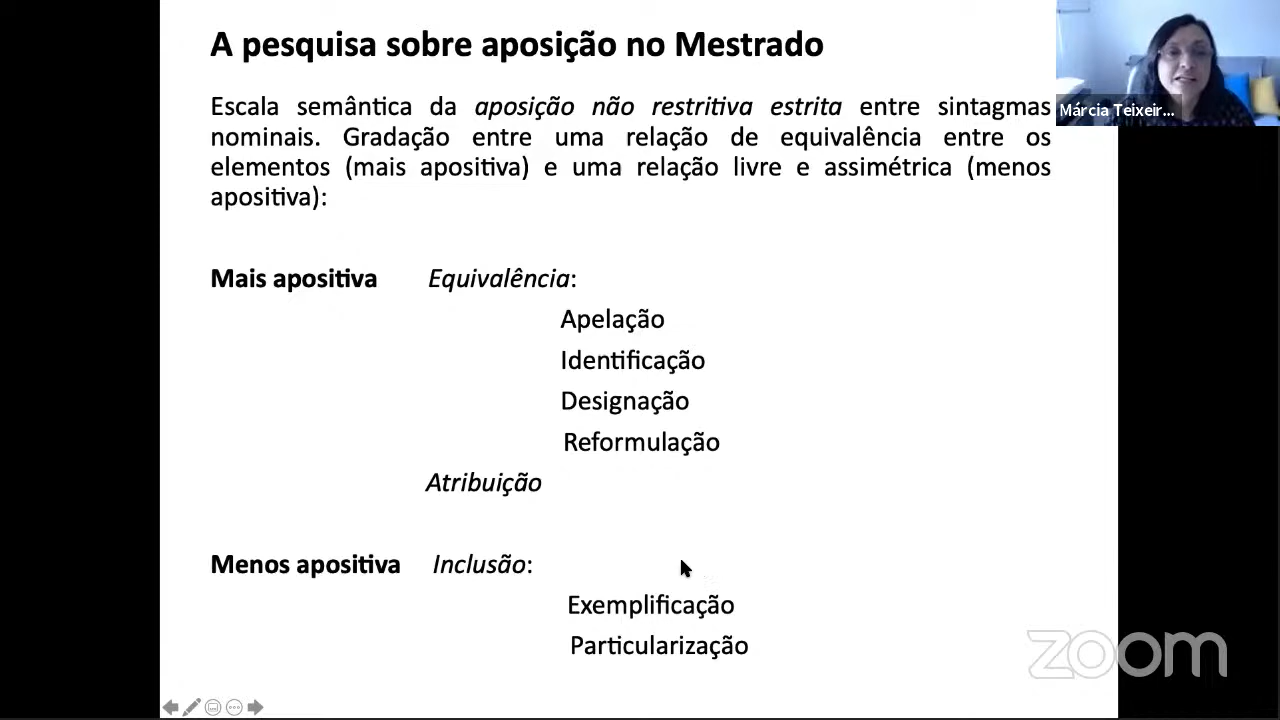 A pesquisa sobre aposição no Mestrado
Escala semântica da aposição não restritiva estrita entre sintagmas
nominais. Gradação entre uma relação de equivalência entre os
elementos (mais apositiva) e uma relação livre e assimétrica (menos
apositiva):
Mais apositiva Equivalência:
Apelação
Identificação
Designação
Reformulação
Atribuição
Menos apositiva Inclusão:
Exemplificação
Particularização
Márcia Teixeir...
zoom